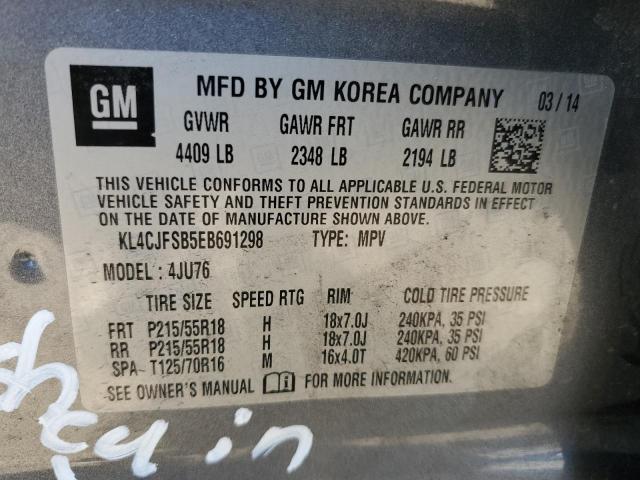 GM MFD BY GM KOREA COMPANY 03/14
GVWR GAWR FRT GAWR RR
4409 LB 2348 LB 2194 LB
THIS VEHICLE CONFORMS TO ALL APPLICABLE U.S. FEDERAL MOTOR
VEHICLE SAFETY AND THEFT PREVENTION STANDARDS IN EFFECT
ON THE DATE OF MANUFACTURE SHOWN ABOVE.
KL4CJFSB5EB691298 TYPE: MPV
MODEL: 4JU76
TIRE SIZE SPEED RTG RIM COLD TIRE PRESSURE
FRT P215/55R18 H 18x7.0J 240KPA, 35 PSI
RR P215/55R18 H 18x7.0J 240KPA, 35 PSI
SPA T125/70R16 M 16x4.0T 420KPA, 60 PSI
SEE OWNER'S MANUAL FOR MORE INFORMATION.
in